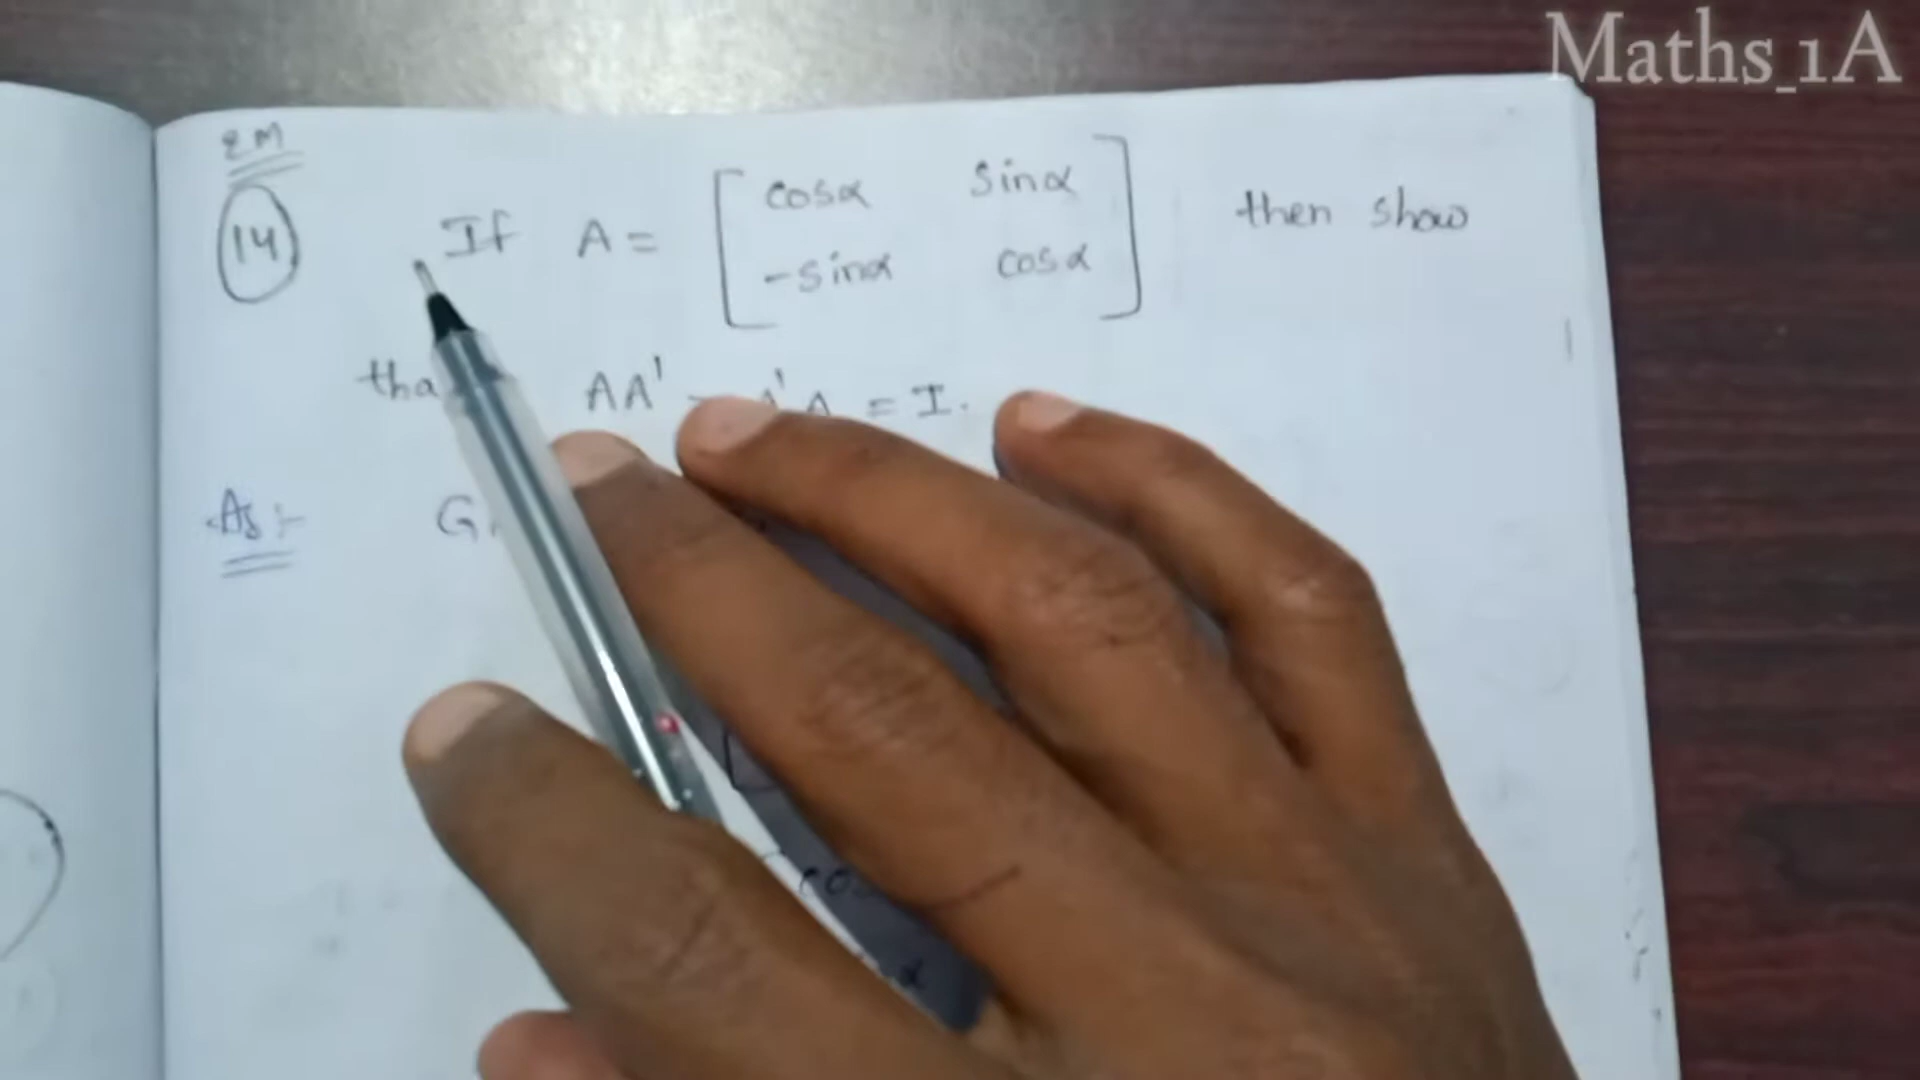 Maths_1A
2M
14 If A = [ cosα sinα
-sinα cosα ] then show
AA' = A'A = I.
As :-